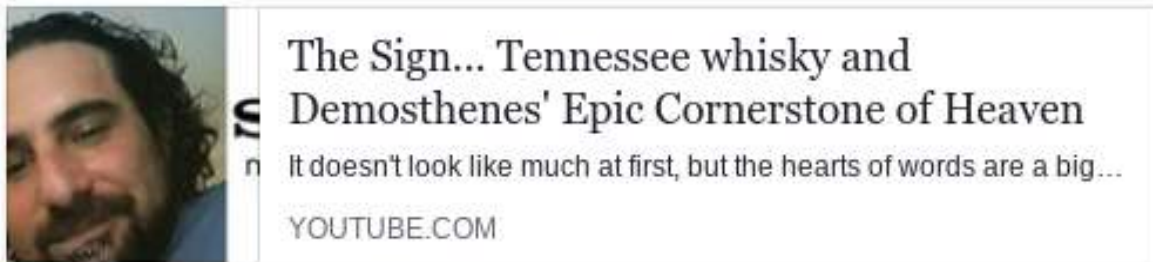 The Sign... Tennessee whisky and
Demosthenes' Epic Cornerstone of Heaven
It doesn't look like much at first, but the hearts of words are a big...
YOUTUBE.COM